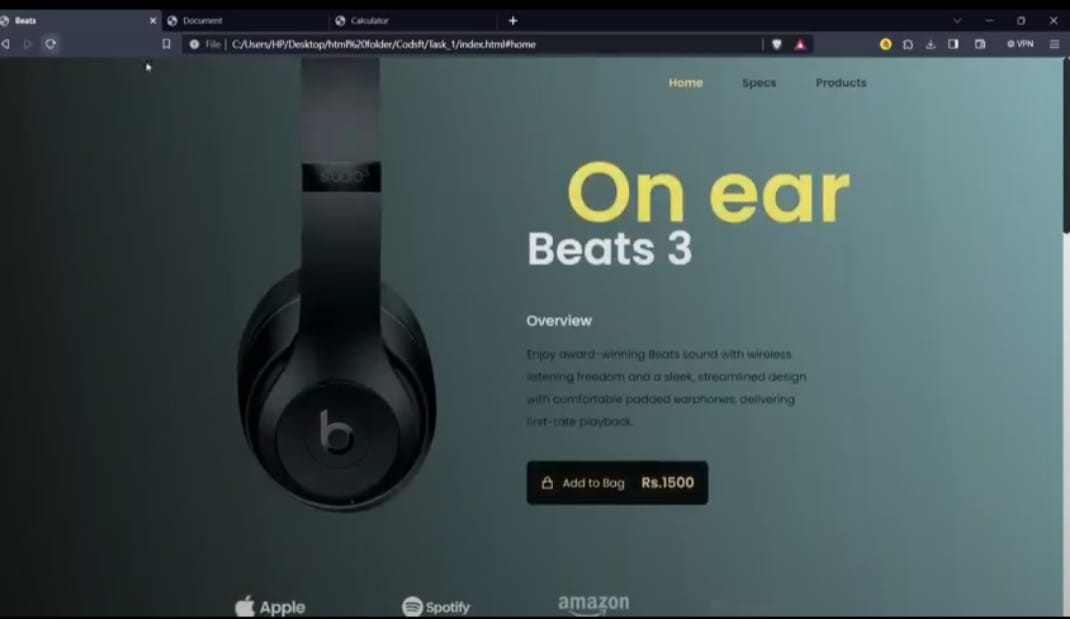 Beats
Document
Calculator
File | C:/Users/HP/Desktop/html%20folder/Codsft/Task_1/index.html#home
VPN
Home Specs Products
studio3
On ear
Beats 3
Overview
Enjoy award-winning Beats sound with wireless
listening freedom and a sleek, streamlined design
with comfortable padded earphones, delivering
first-rate playback.
Add to Bag Rs.1500
Apple Spotify amazon